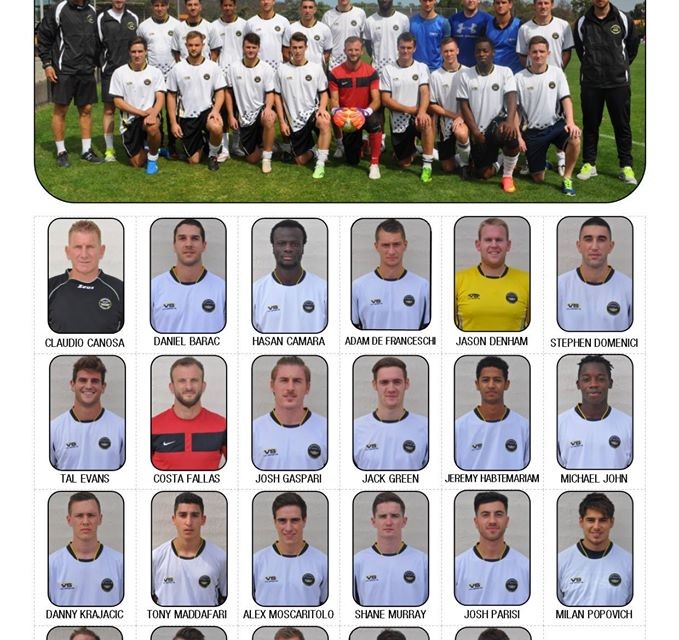 CLAUDIO CANOSA
DANIEL BARAC
HASAN CAMARA
ADAM DE FRANCESCHI
JASON DENHAM
STEPHEN DOMENICI
TAL EVANS
COSTA FALLAS
JOSH GASPARI
JACK GREEN
JEREMY HABTEMARIAM
MICHAEL JOHN
DANNY KRAJACIC
TONY MADDAFARI
ALEX MOSCARITOLO
SHANE MURRAY
JOSH PARISI
MILAN POPOVICH